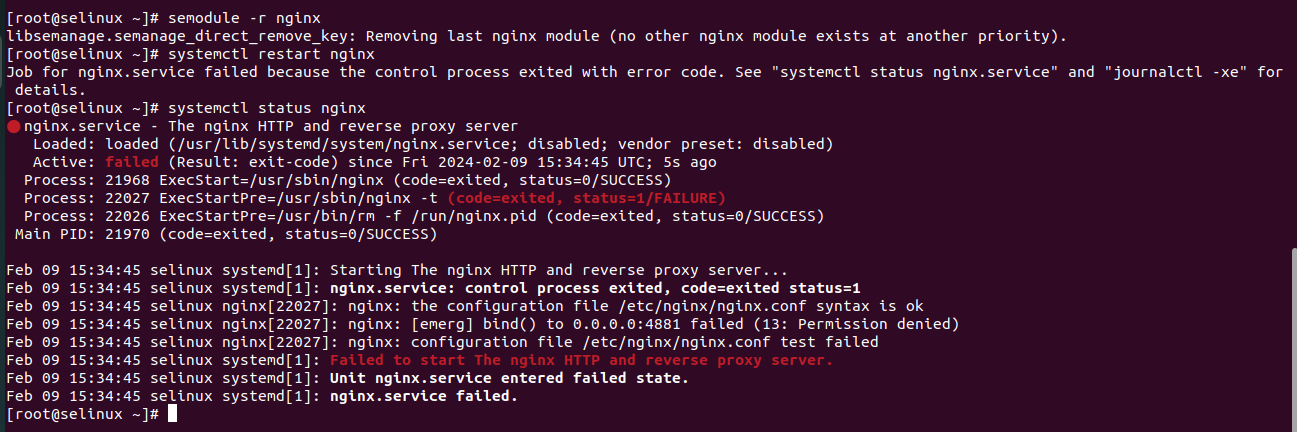 [root@selinux ~]# semodule -r nginx
libsemanage.semanage_direct_remove_key: Removing last nginx module (no other nginx module exists at another priority).
[root@selinux ~]# systemctl restart nginx
Job for nginx.service failed because the control process exited with error code. See "systemctl status nginx.service" and "journalctl -xe" for
 details.
[root@selinux ~]# systemctl status nginx
● nginx.service - The nginx HTTP and reverse proxy server
   Loaded: loaded (/usr/lib/systemd/system/nginx.service; disabled; vendor preset: disabled)
   Active: failed (Result: exit-code) since Fri 2024-02-09 15:34:45 UTC; 5s ago
  Process: 21968 ExecStart=/usr/sbin/nginx (code=exited, status=0/SUCCESS)
  Process: 22027 ExecStartPre=/usr/sbin/nginx -t (code=exited, status=1/FAILURE)
  Process: 22026 ExecStartPre=/usr/bin/rm -f /run/nginx.pid (code=exited, status=0/SUCCESS)
 Main PID: 21970 (code=exited, status=0/SUCCESS)

Feb 09 15:34:45 selinux systemd[1]: Starting The nginx HTTP and reverse proxy server...
Feb 09 15:34:45 selinux systemd[1]: nginx.service: control process exited, code=exited status=1
Feb 09 15:34:45 selinux nginx[22027]: nginx: the configuration file /etc/nginx/nginx.conf syntax is ok
Feb 09 15:34:45 selinux nginx[22027]: nginx: [emerg] bind() to 0.0.0.0:4881 failed (13: Permission denied)
Feb 09 15:34:45 selinux nginx[22027]: nginx: configuration file /etc/nginx/nginx.conf test failed
Feb 09 15:34:45 selinux systemd[1]: Failed to start The nginx HTTP and reverse proxy server.
Feb 09 15:34:45 selinux systemd[1]: Unit nginx.service entered failed state.
Feb 09 15:34:45 selinux systemd[1]: nginx.service failed.
[root@selinux ~]#